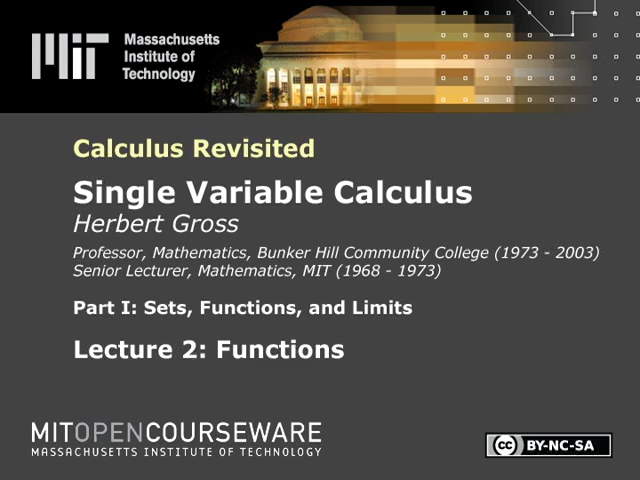 MIT
Massachusetts
Institute of
Technology
Calculus Revisited
Single Variable Calculus
Herbert Gross
Professor, Mathematics, Bunker Hill Community College (1973 - 2003)
Senior Lecturer, Mathematics, MIT (1968 - 1973)
Part I: Sets, Functions, and Limits
Lecture 2: Functions
MITOPENCOURSEWARE
MASSACHUSETTS INSTITUTE OF TECHNOLOGY
cc BY-NC-SA